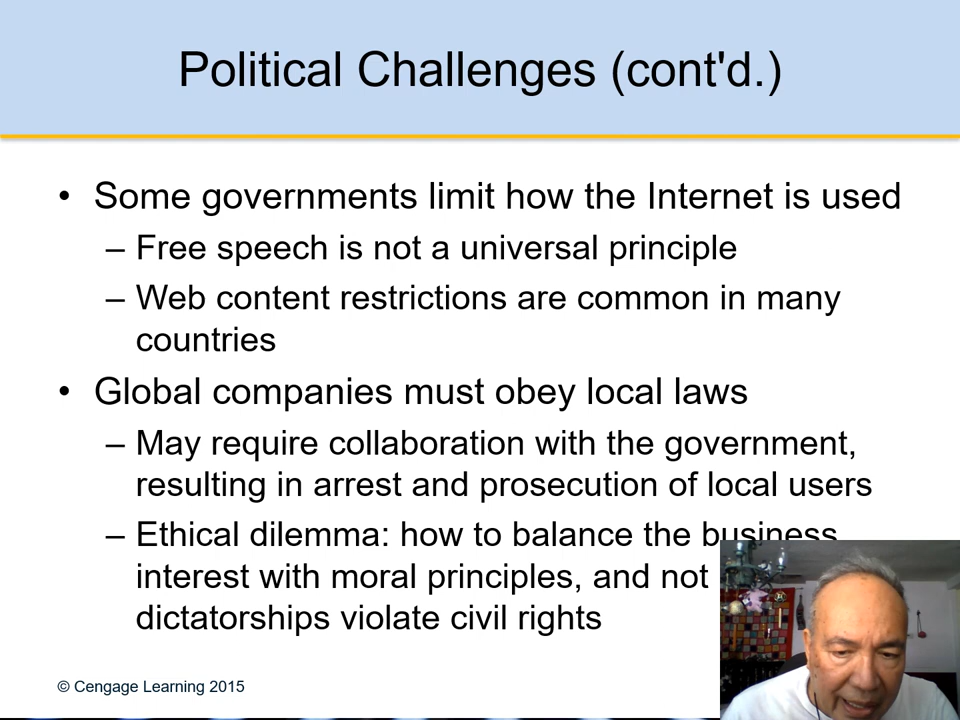 Political Challenges (cont'd.)
• Some governments limit how the Internet is used
– Free speech is not a universal principle
– Web content restrictions are common in many
countries
• Global companies must obey local laws
– May require collaboration with the government,
resulting in arrest and prosecution of local users
– Ethical dilemma: how to balance the business
interest with moral principles, and not
dictatorships violate civil rights
© Cengage Learning 2015